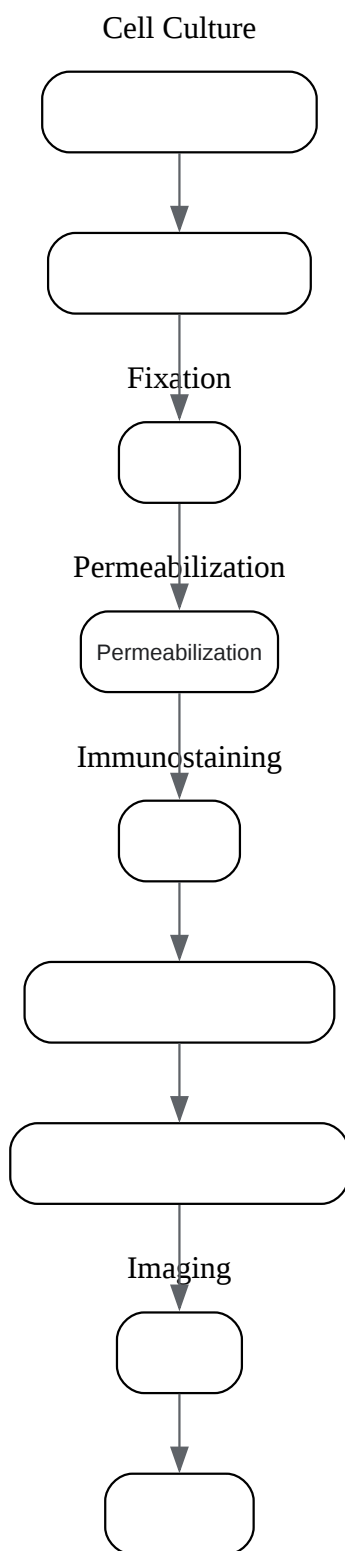 Cell Culture
Fixation
Permeabilization
Permeabilization
Immunostaining
Imaging